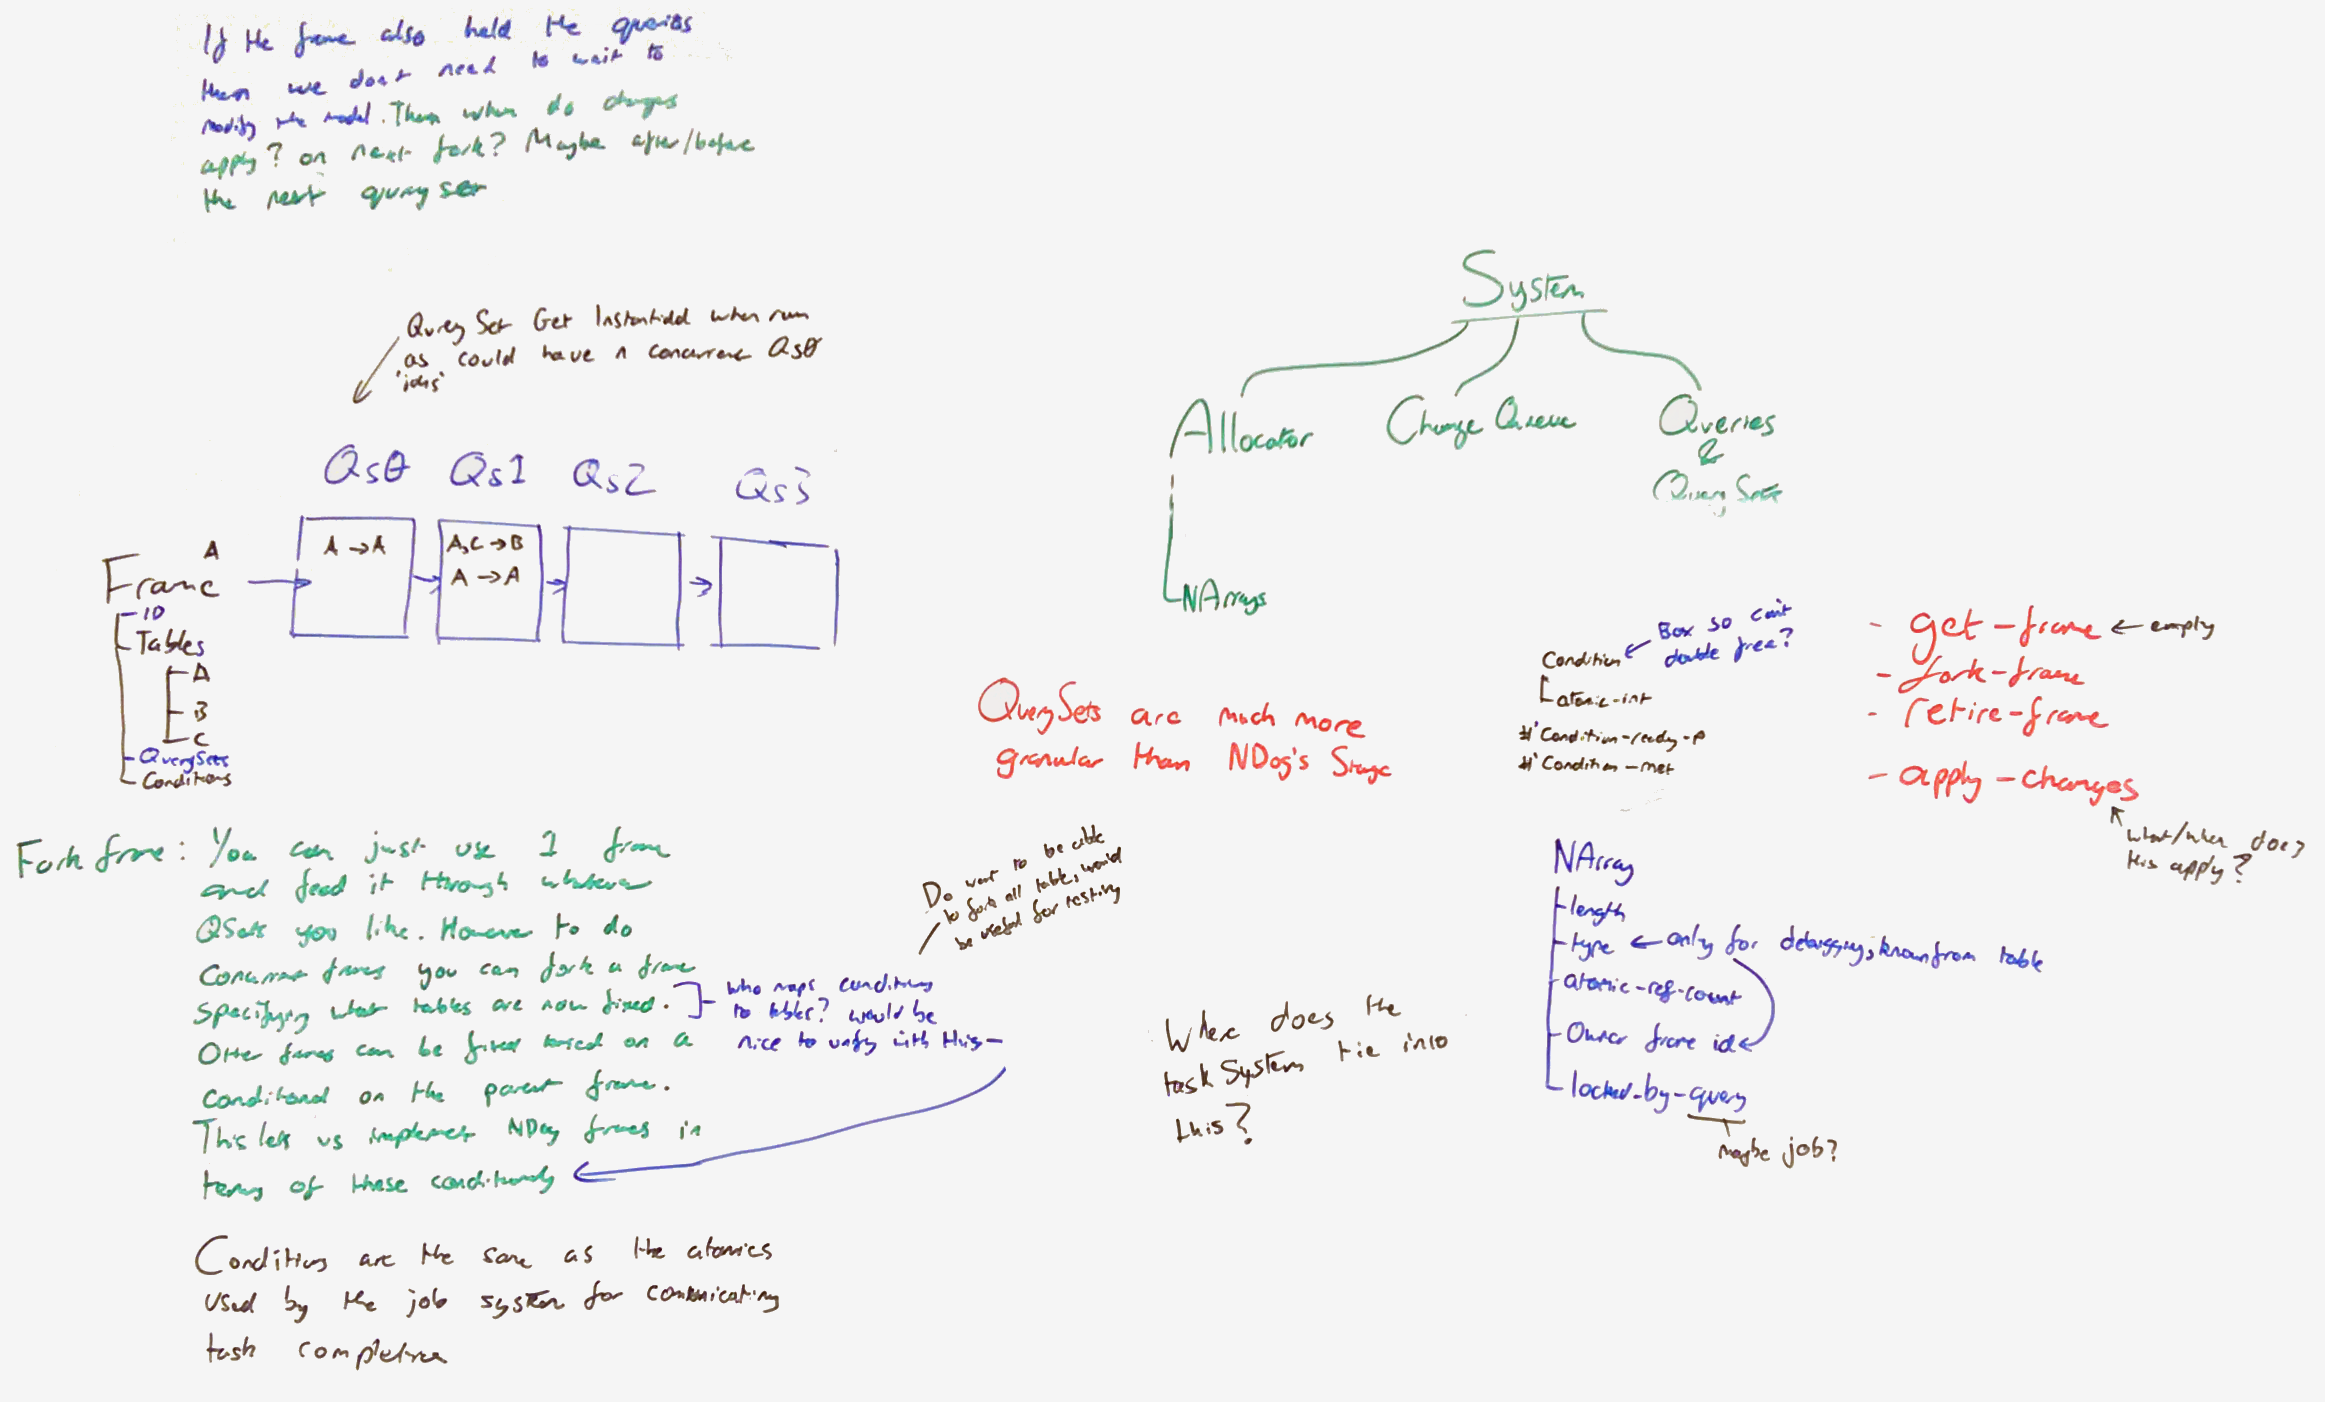 If the frame also held the queries
then we don't need to wait to
modify the model. Then when do changes
apply? on next fork? Maybe after/before
the next query set
Query Set Get Instantiated when run
as could have n concurrent Qs0
'jobs'
Qs0 Qs1 Qs2 Qs3
A → A
A,C → B
A → A
A
Frame
ID
Tables
A
B
C
QuerySets
Conditions
System
Allocator
Change Queue
Queries
&
Query Sets
NArrays
QuerySets are much more
granular than NDog's Stage
Box so can't
double free?
Condition
atomic-int
#'Condition-ready-p
#'Condition-met
- get-frame ← empty
- fork-frame
- retire-frame
- apply-changes
what/when does
this apply?
Fork frame: You can just use 1 frame
and feed it through whatever
QSets you like. However to do
Concurrent frames you can fork a frame
specifying what tables are now fixed.
Other frames can be fixed based on a
conditional on the parent frame.
This lets us implement NDog frames in
terms of these conditionals
Do want to be able
to fork all table, would
be useful for testing
who maps conditions
to tables? would be
nice to unify with this
Conditions are the same as the atomics
used by the job system for communicating
task completion
Where does the
task System tie into
this?
NArray
length
type ← only for debugging, known from table
atomic-ref-count
Owner frame id
locked-by-query
maybe job?